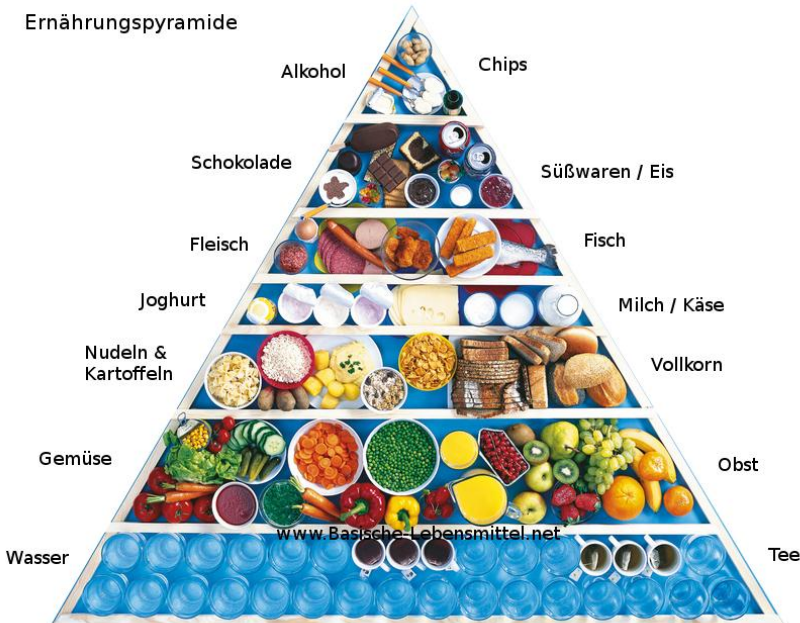 Ernährungspyramide
Alkohol
Chips
Schokolade
Süßwaren / Eis
Fleisch
Fisch
Joghurt
Milch / Käse
Nudeln &
Kartoffeln
Vollkorn
Gemüse
Obst
www.Basische-Lebensmittel.net
Wasser
Tee